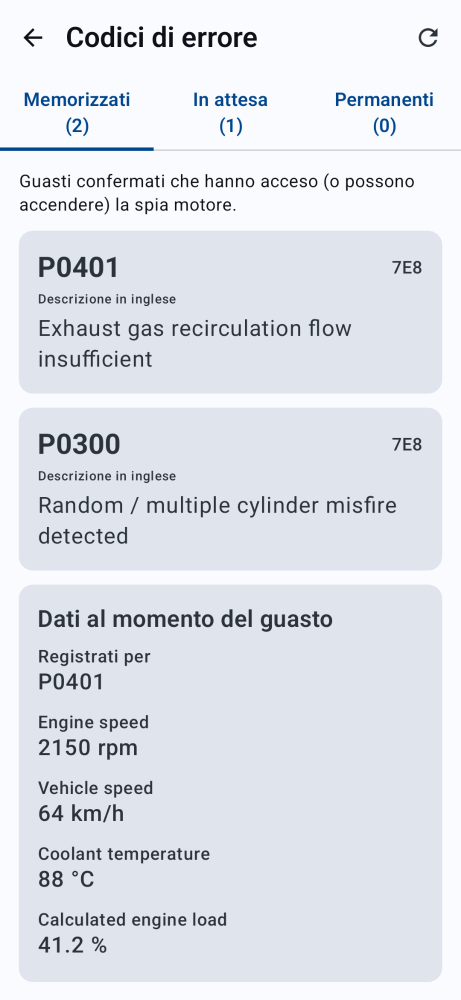 Codici di errore
Memorizzati
(2)
In attesa
(1)
Permanenti
(0)
Guasti confermati che hanno acceso (o possono
accendere) la spia motore.
P0401
7E8
Descrizione in inglese
Exhaust gas recirculation flow
insufficient
P0300
7E8
Descrizione in inglese
Random / multiple cylinder misfire
detected
Dati al momento del guasto
Registrati per
P0401
Engine speed
2150 rpm
Vehicle speed
64 km/h
Coolant temperature
88 °C
Calculated engine load
41.2 %